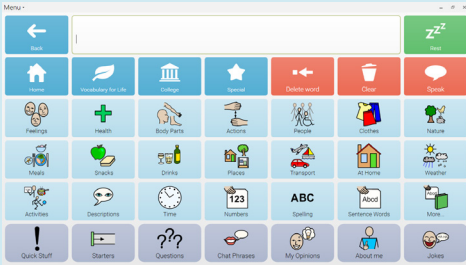 Menu
Back
zzz
Rest
Home
Vocabulary for Life
College
Special
Delete word
Clear
Speak
Feelings
Health
Body Parts
Actions
People
Clothes
Nature
Meals
Snacks
Drinks
Places
Transport
At Home
Weather
Activities
Descriptions
Time
123
Numbers
ABC
Spelling
Abcd
Sentence Words
More...
!
Quick Stuff
Starters
???
Questions
Chat Phrases
My Opinions
About me
Jokes